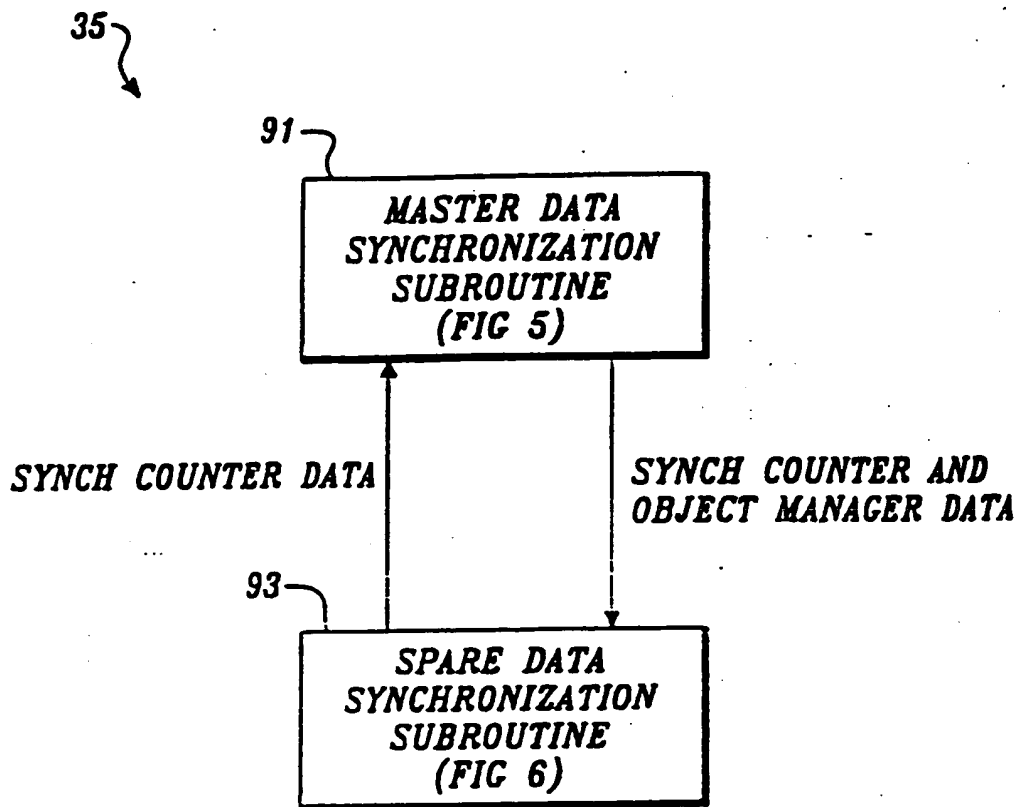 35
91
MASTER DATA
SYNCHRONIZATION
SUBROUTINE
(FIG 5)
SYNCH COUNTER DATA
SYNCH COUNTER AND
OBJECT MANAGER DATA
93
SPARE DATA
SYNCHRONIZATION
SUBROUTINE
(FIG 6)